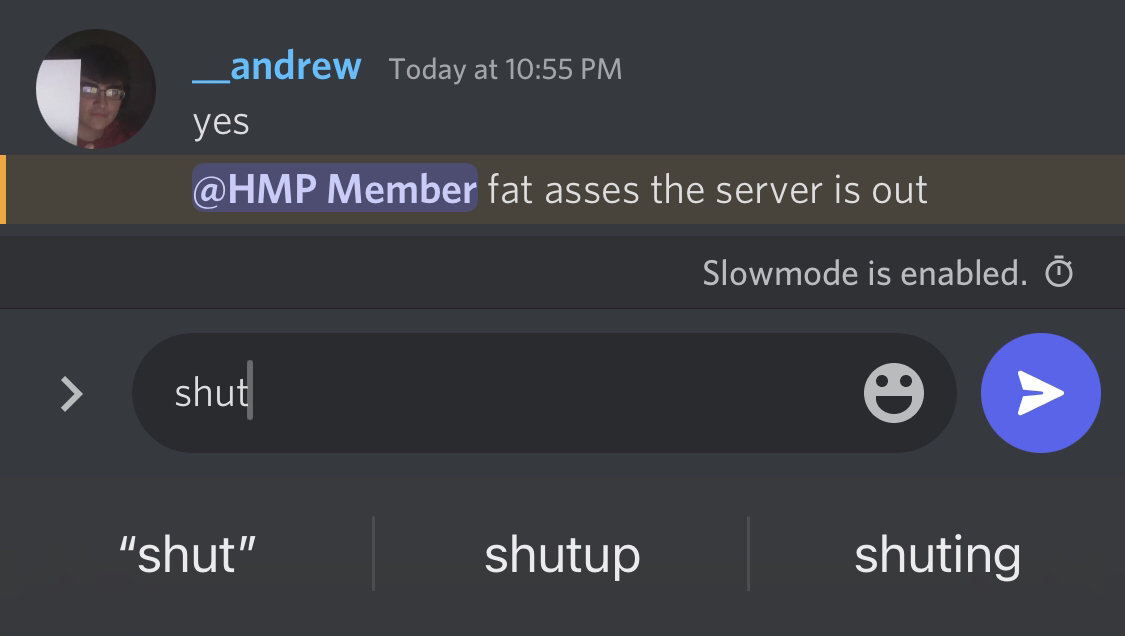 __andrew Today at 10:55 PM
yes
@HMP Member fat asses the server is out
Slowmode is enabled.
shut
“shut” shutup shuting